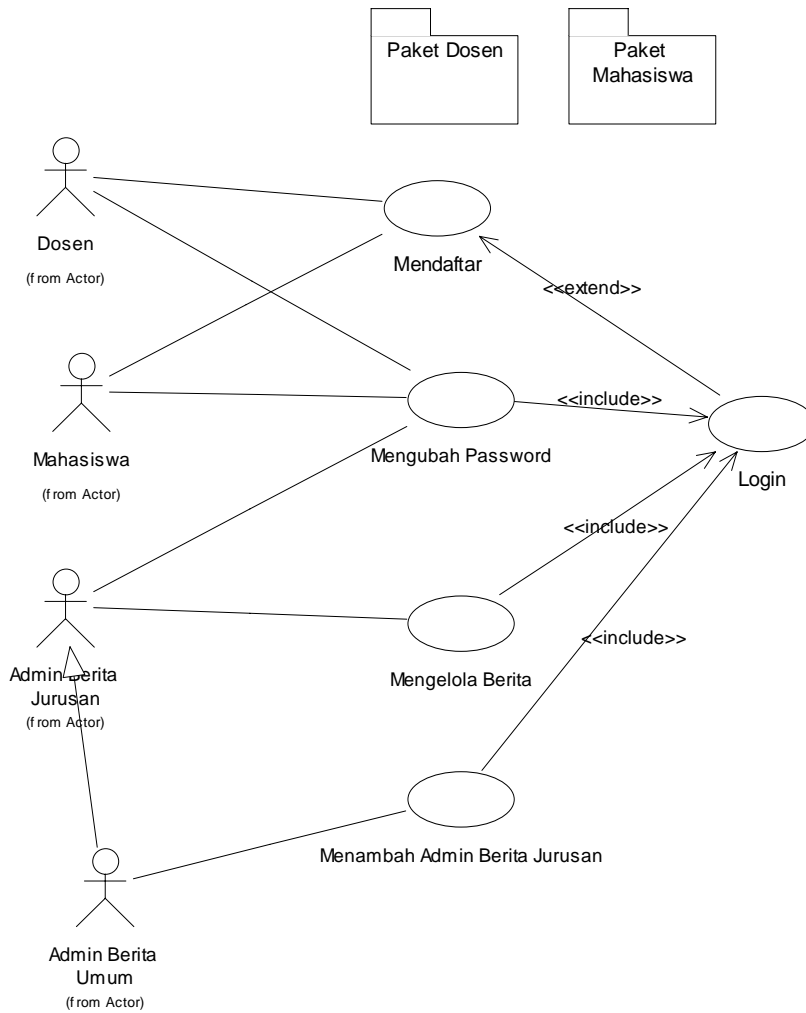 Paket Dosen
Paket
Mahasiswa
Dosen
(from Actor)
Mendaftar
<<extend>>
Mahasiswa
(from Actor)
Mengubah Password
<<include>>
Login
<<include>>
Admin Berita
Jurusan
(from Actor)
Mengelola Berita
<<include>>
Menambah Admin Berita Jurusan
Admin Berita
Umum
(from Actor)